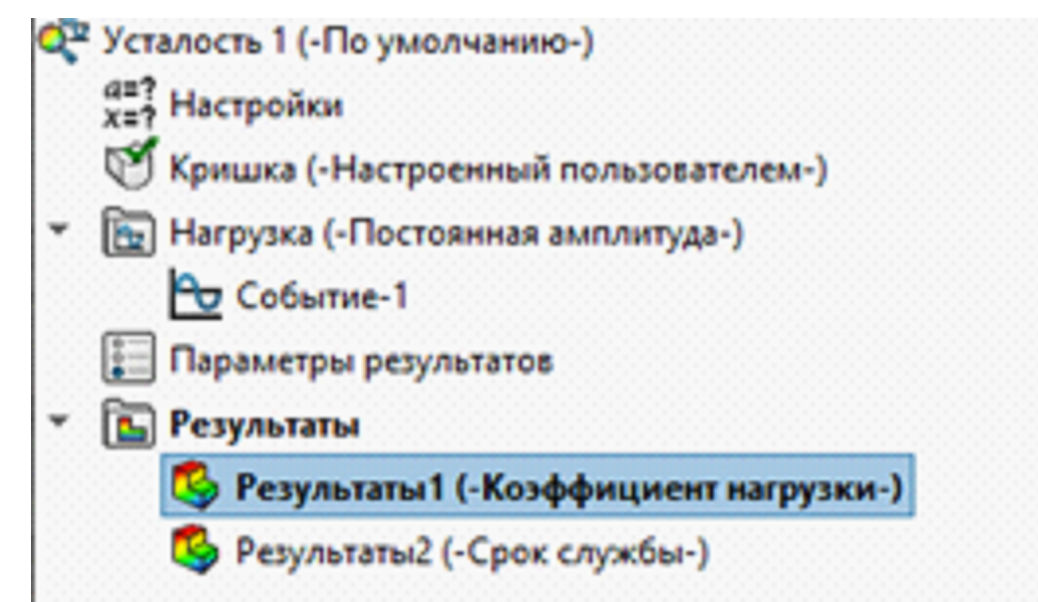 Усталость 1 (-По умолчанию-)
a=?
x=?
Настройки
Кришка (-Настроенный пользователем-)
Нагрузка (-Постоянная амплитуда-)
Событие-1
Параметры результатов
Результаты
Результаты1 (-Коэффициент нагрузки-)
Результаты2 (-Срок службы-)